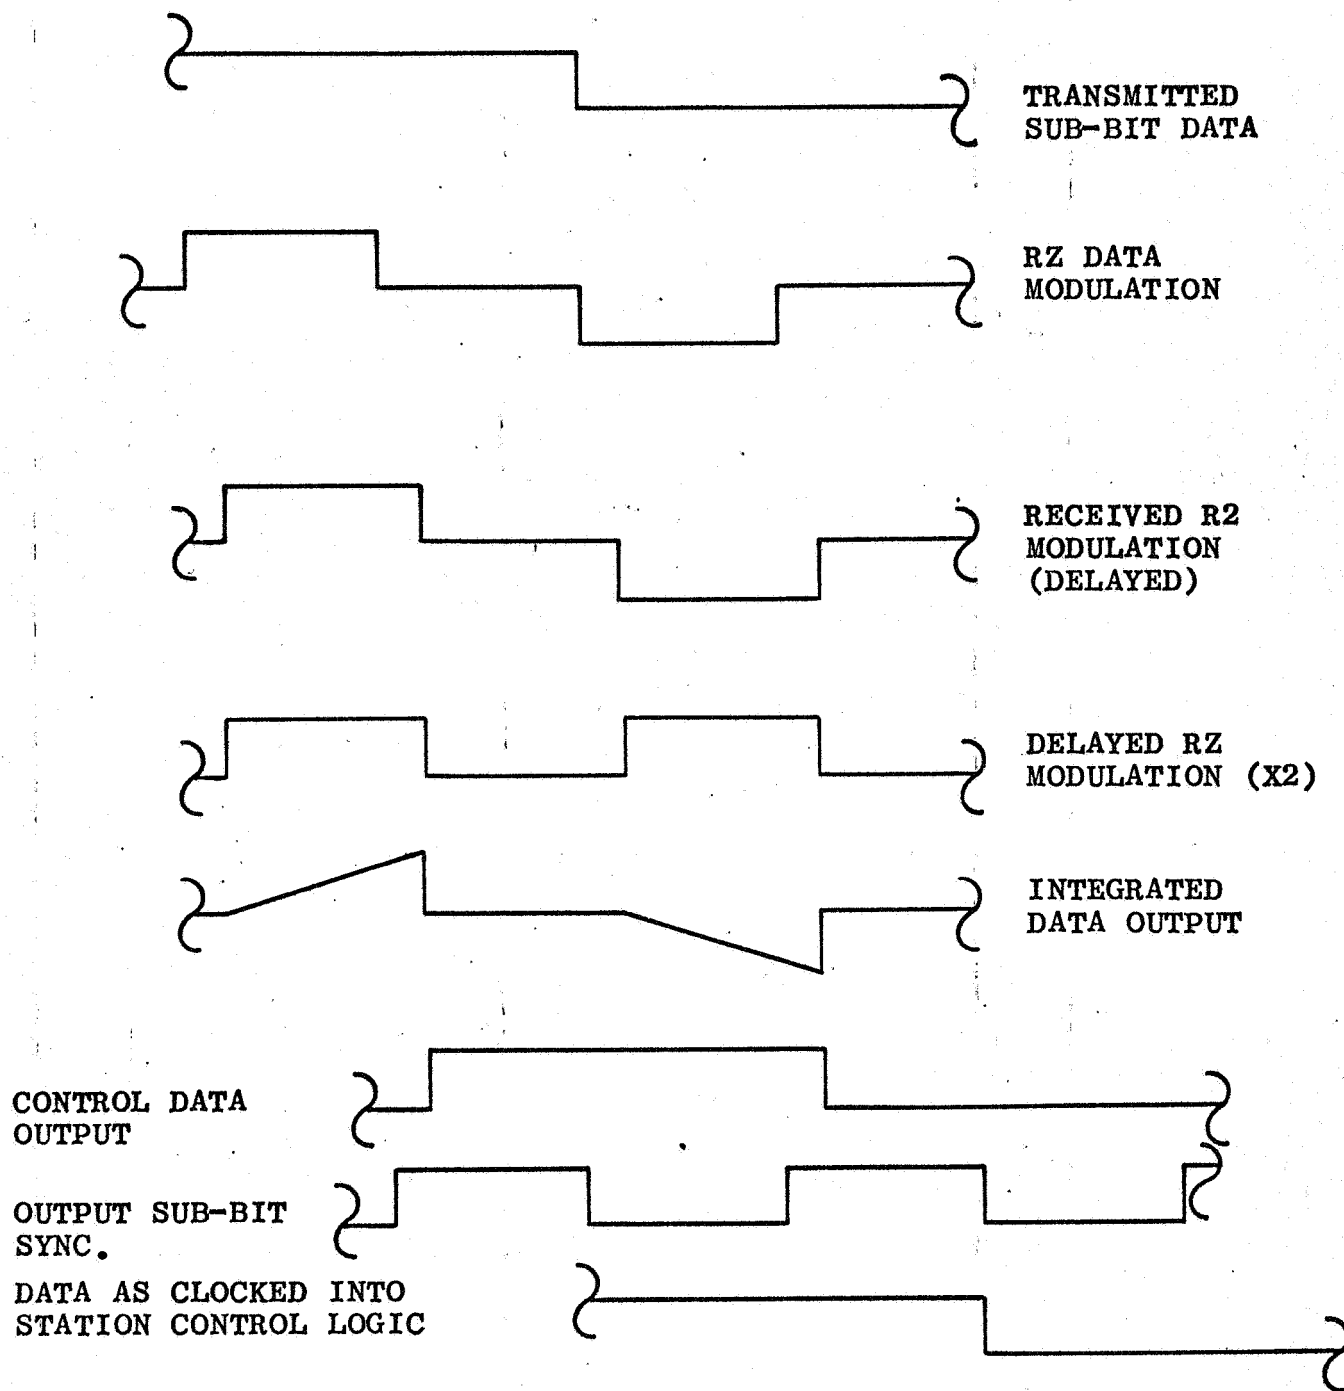 TRANSMITTED
SUB-BIT DATA
RZ DATA
MODULATION
RECEIVED R2
MODULATION
(DELAYED)
DELAYED RZ
MODULATION (X2)
INTEGRATED
DATA OUTPUT
CONTROL DATA
OUTPUT
OUTPUT SUB-BIT
SYNC.
DATA AS CLOCKED INTO
STATION CONTROL LOGIC